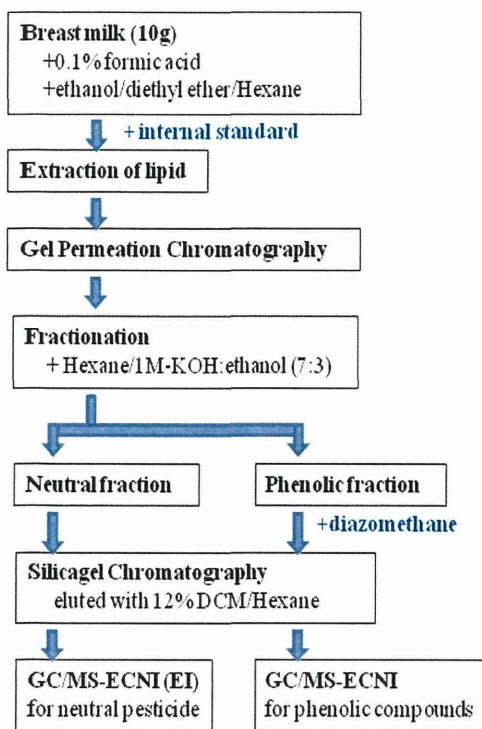 Breast milk (10g)
+0.1% formic acid
+ethanol/diethyl ether/Hexane
+ internal standard
Extraction of lipid
Gel Permeation Chromatography
Fractionation
+ Hexane/1M-KOH:ethanol (7:3)
Neutral fraction
Phenolic fraction
+diazomethane
Silicagel Chromatography
eluted with 12% DCM/Hexane
GC/MS-ECNI (EI)
for neutral pesticide
GC/MS-ECNI
for phenolic compounds